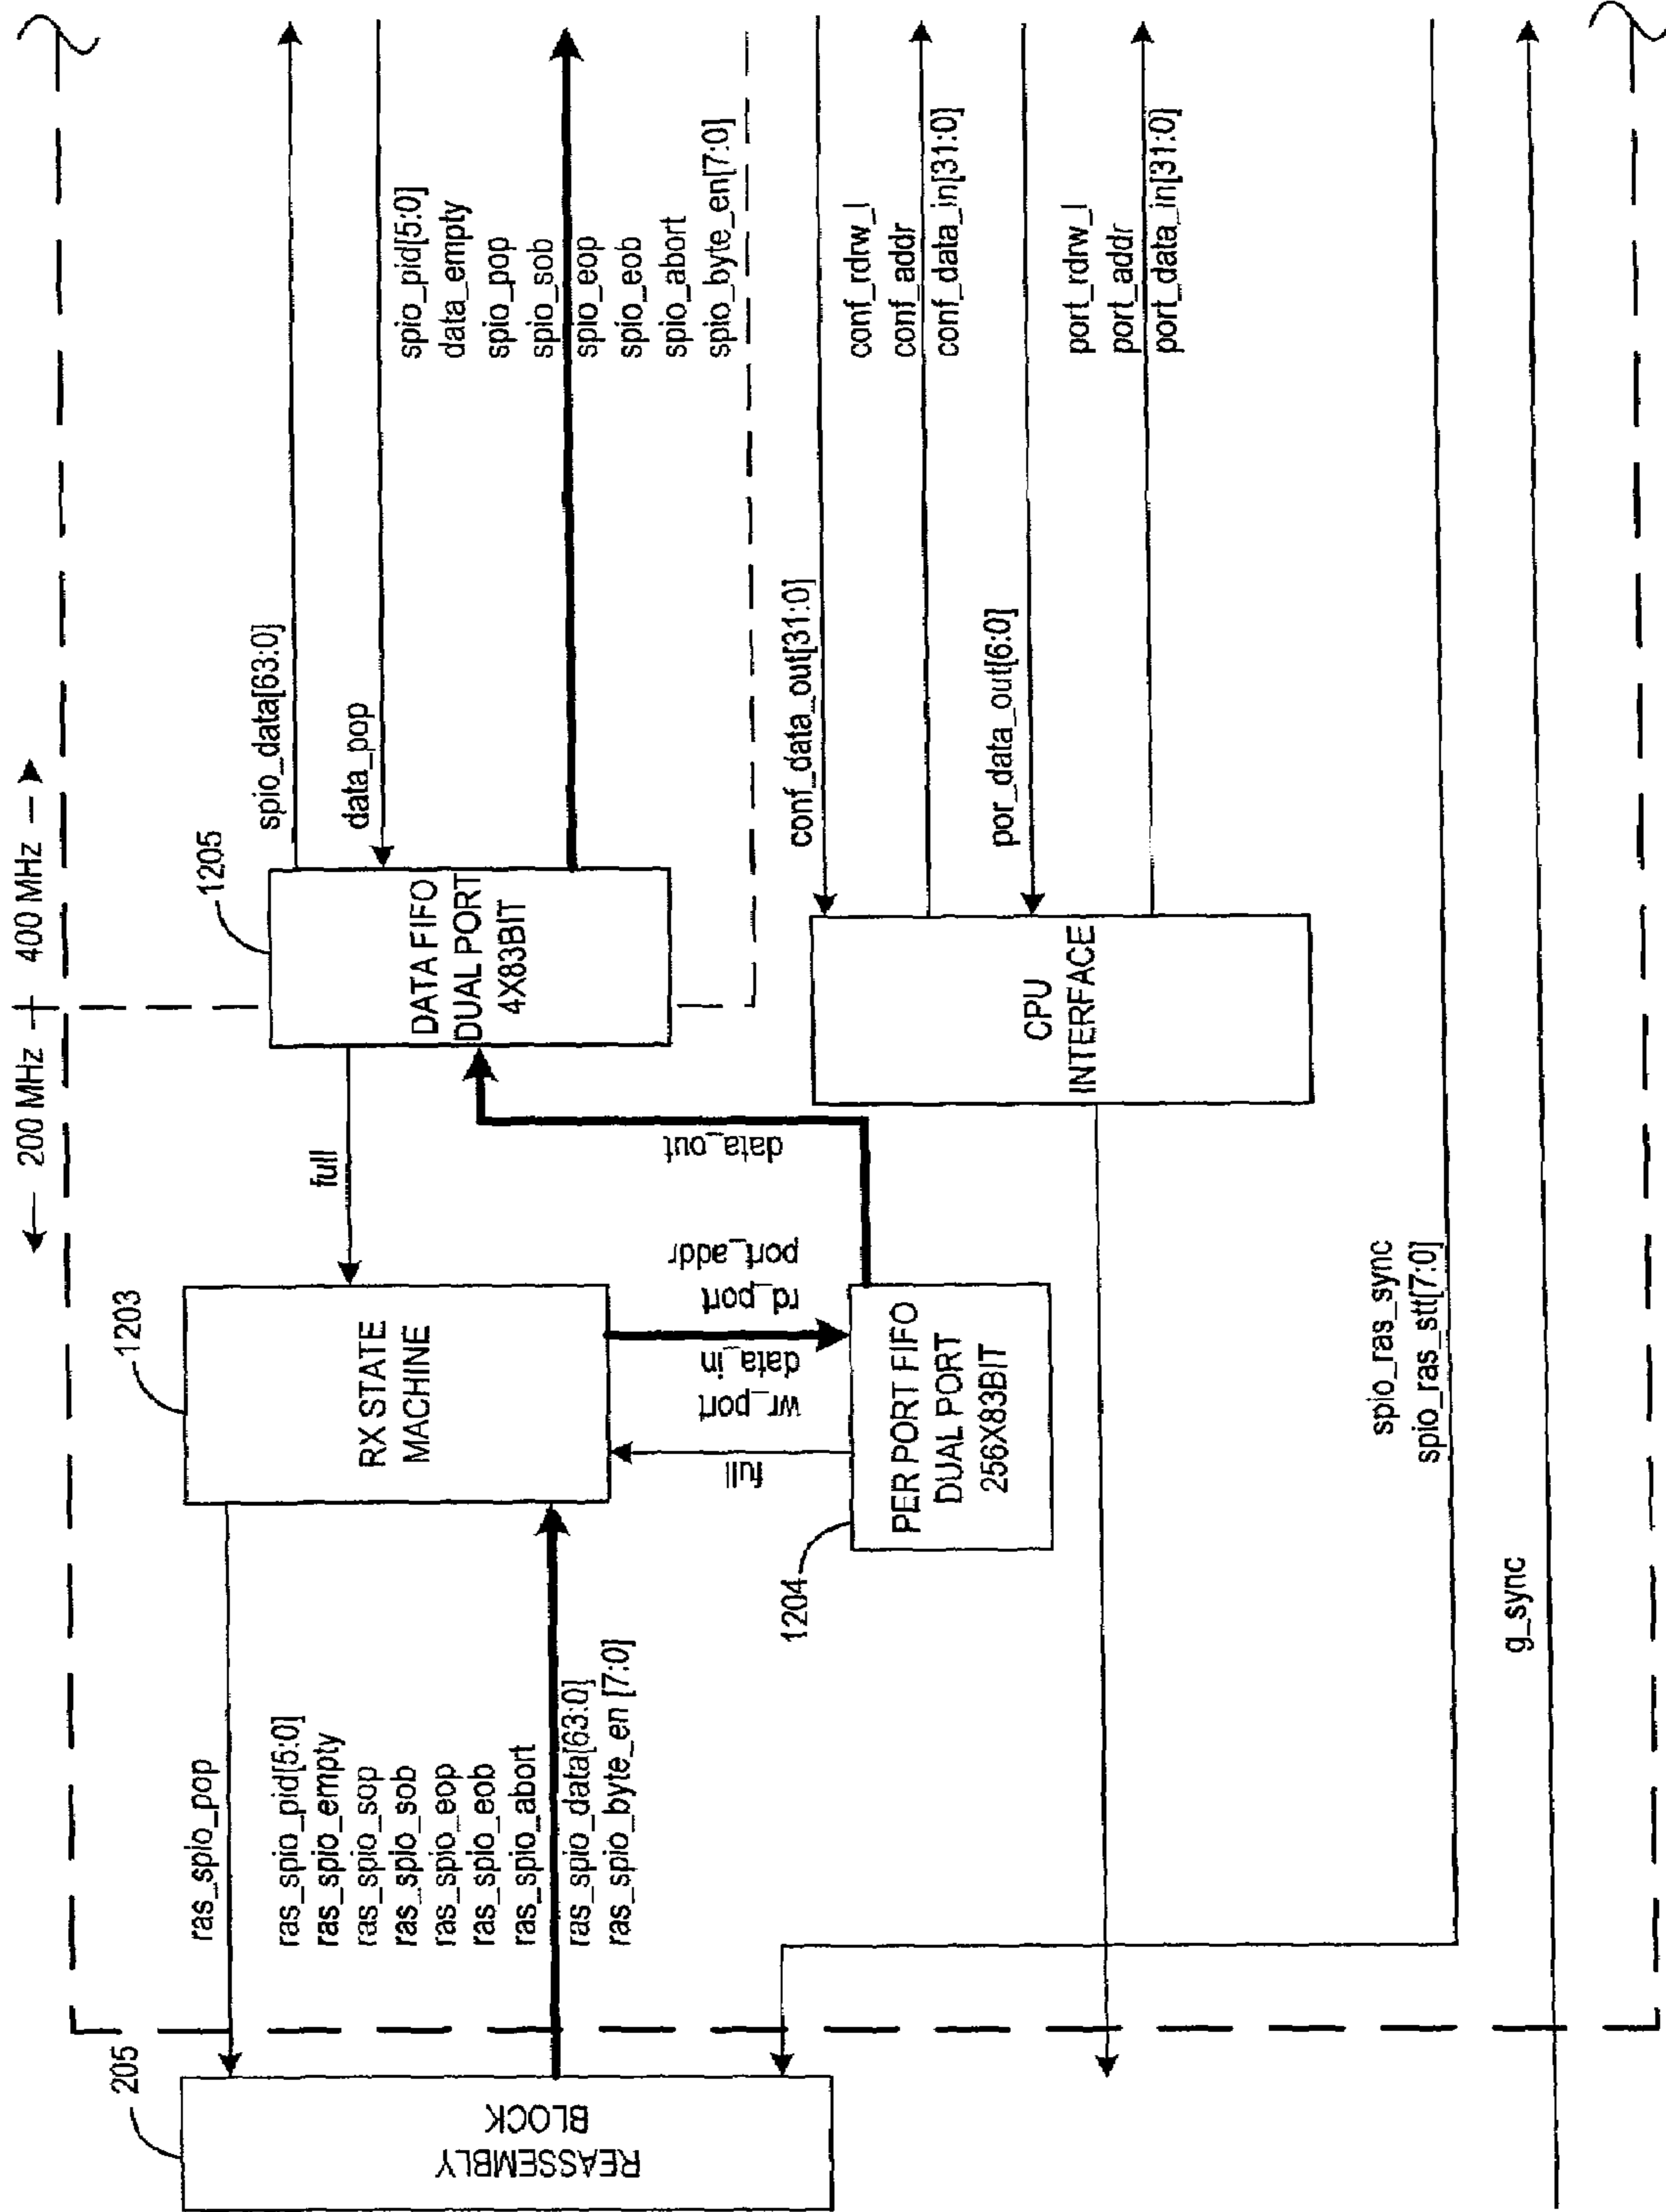 ← 200 MHz + 400 MHz →
205
REASSEMBLY
BLOCK
ras_spio_pop
ras_spio_pid[5:0]
ras_spio_empty
ras_spio_sop
ras_spio_sob
ras_spio_eop
ras_spio_eob
ras_spio_abort
ras_spio_data[63:0]
ras_spio_byte_en [7:0]
1203
RX STATE
MACHINE
full
1205
DATA FIFO
DUAL PORT
4X83BIT
spio_data[63:0]
data_pop
spio_pid[5:0]
data_empty
spio_pop
spio_sob
spio_eop
spio_eob
spio_abort
spio_byte_en[7:0]
full
wr_port
data_in
rd_port
port_addr
data_out
1204
PER PORT FIFO
DUAL PORT
256X83BIT
CPU
INTERFACE
conf_data_out[31:0]
conf_rdrw_l
conf_addr
conf_data_in[31:0]
por_data_out[6:0]
port_rdrw_l
port_addr
port_data_in[31:0]
spio_ras_sync
spio_ras_stt[7:0]
g_sync